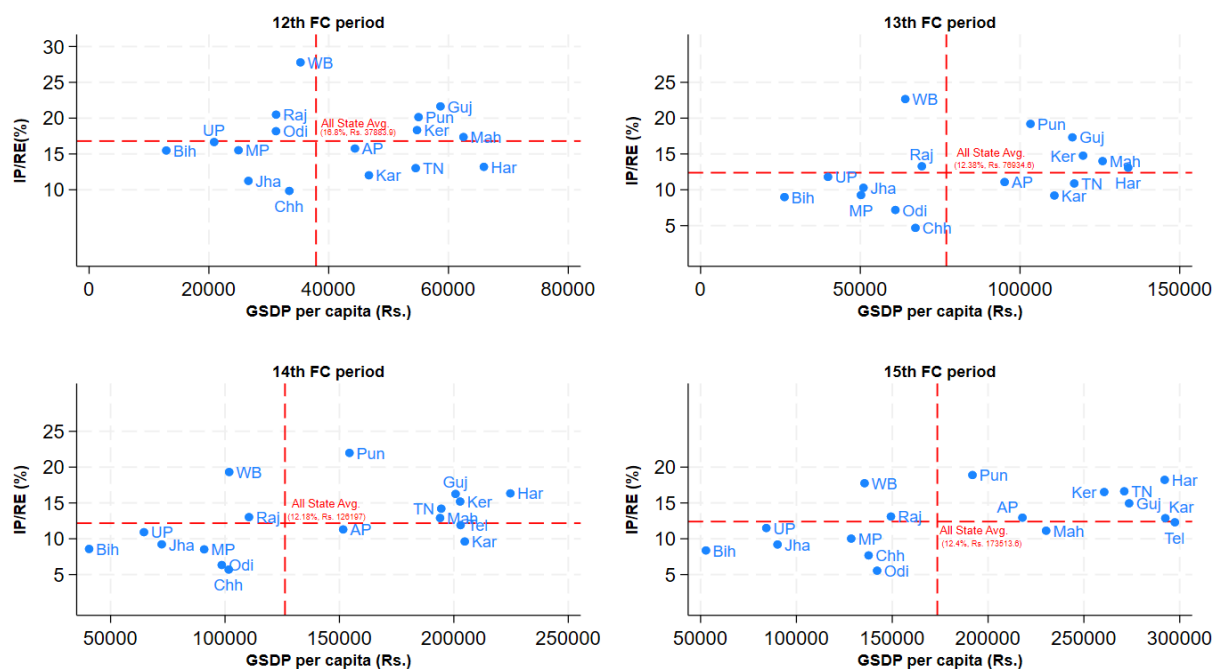 12th FC period
IP/RE(%)
30
25
20
15
10
WB
Guj
Raj
Pun
All State Avg.
Odi
(16.8%, Rs. 37883.9)
Ker
UP
Mah
Bih
MP
AP
TN
Har
Jha
Kar
Chh
0 20000 40000 60000 80000
GSDP per capita (Rs.)
13th FC period
IP/RE (%)
25
20
15
10
5
WB
Pun
Guj
Raj
All State Avg.
(12.38%, Rs. 76934.6)
Ker
Mah
UP
Har
Jha
AP
TN
Bih
MP
Kar
Odi
Chh
0 50000 100000 150000
GSDP per capita (Rs.)
14th FC period
IP/RE (%)
25
20
15
10
5
Pun
WB
Guj
Har
All State Avg.
Ker
(12.18%, Rs. 126197)
TN
Raj
Mah
Tel
UP
AP
Jha
Kar
Bih
MP
Odi
Chh
50000 100000 150000 200000 250000
GSDP per capita (Rs.)
15th FC period
IP/RE (%)
20
15
10
5
Pun
Har
WB
Ker
TN
AP
Guj
Kar
Raj
All State Avg.
(12.4%, Rs. 173513.6)
UP
Mah
Tel
MP
Jha
Bih
Chh
Odi
50000 100000 150000 200000 250000 300000
GSDP per capita (Rs.)